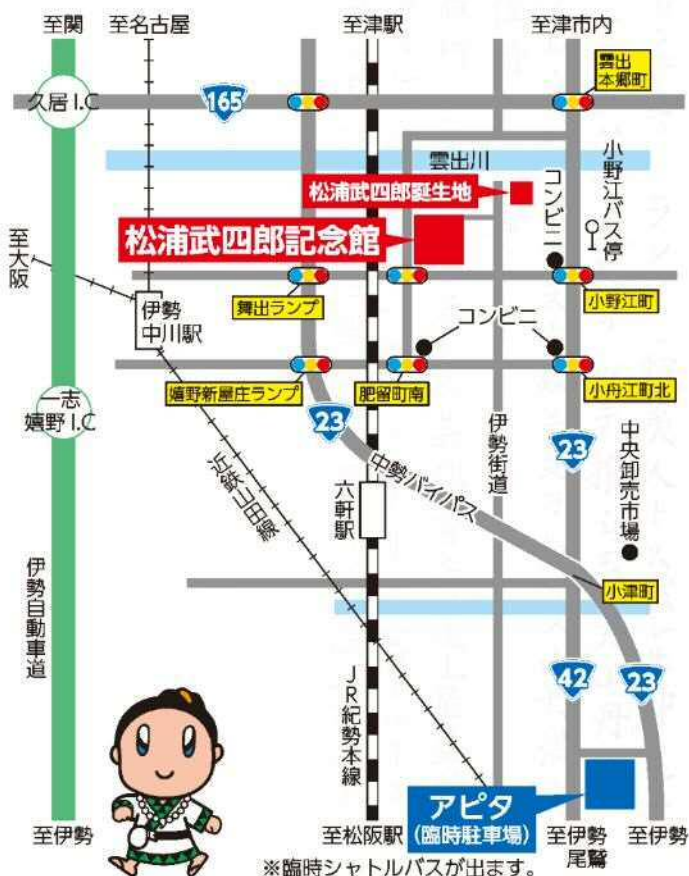 至関
至名古屋
至津駅
至津市内
久居I.C
165
雲出
本郷町
雲出川
松浦武四郎誕生地
松浦武四郎記念館
コンビニ
小野江バス停
至大阪
伊勢
中川駅
舞出ランプ
小野江町
コンビニ
一志
嬉野I.C
嬉野新屋庄ランプ
肥留町南
小舟江町北
23
中勢バイパス
伊勢街道
23
中央卸売市場
近鉄山田線
六軒駅
小津町
伊勢自動車道
JR紀勢本線
42
23
アピタ
(臨時駐車場)
至伊勢
至松阪駅
至伊勢
尾鷲
至伊勢
※臨時シャトルバスが出ます。